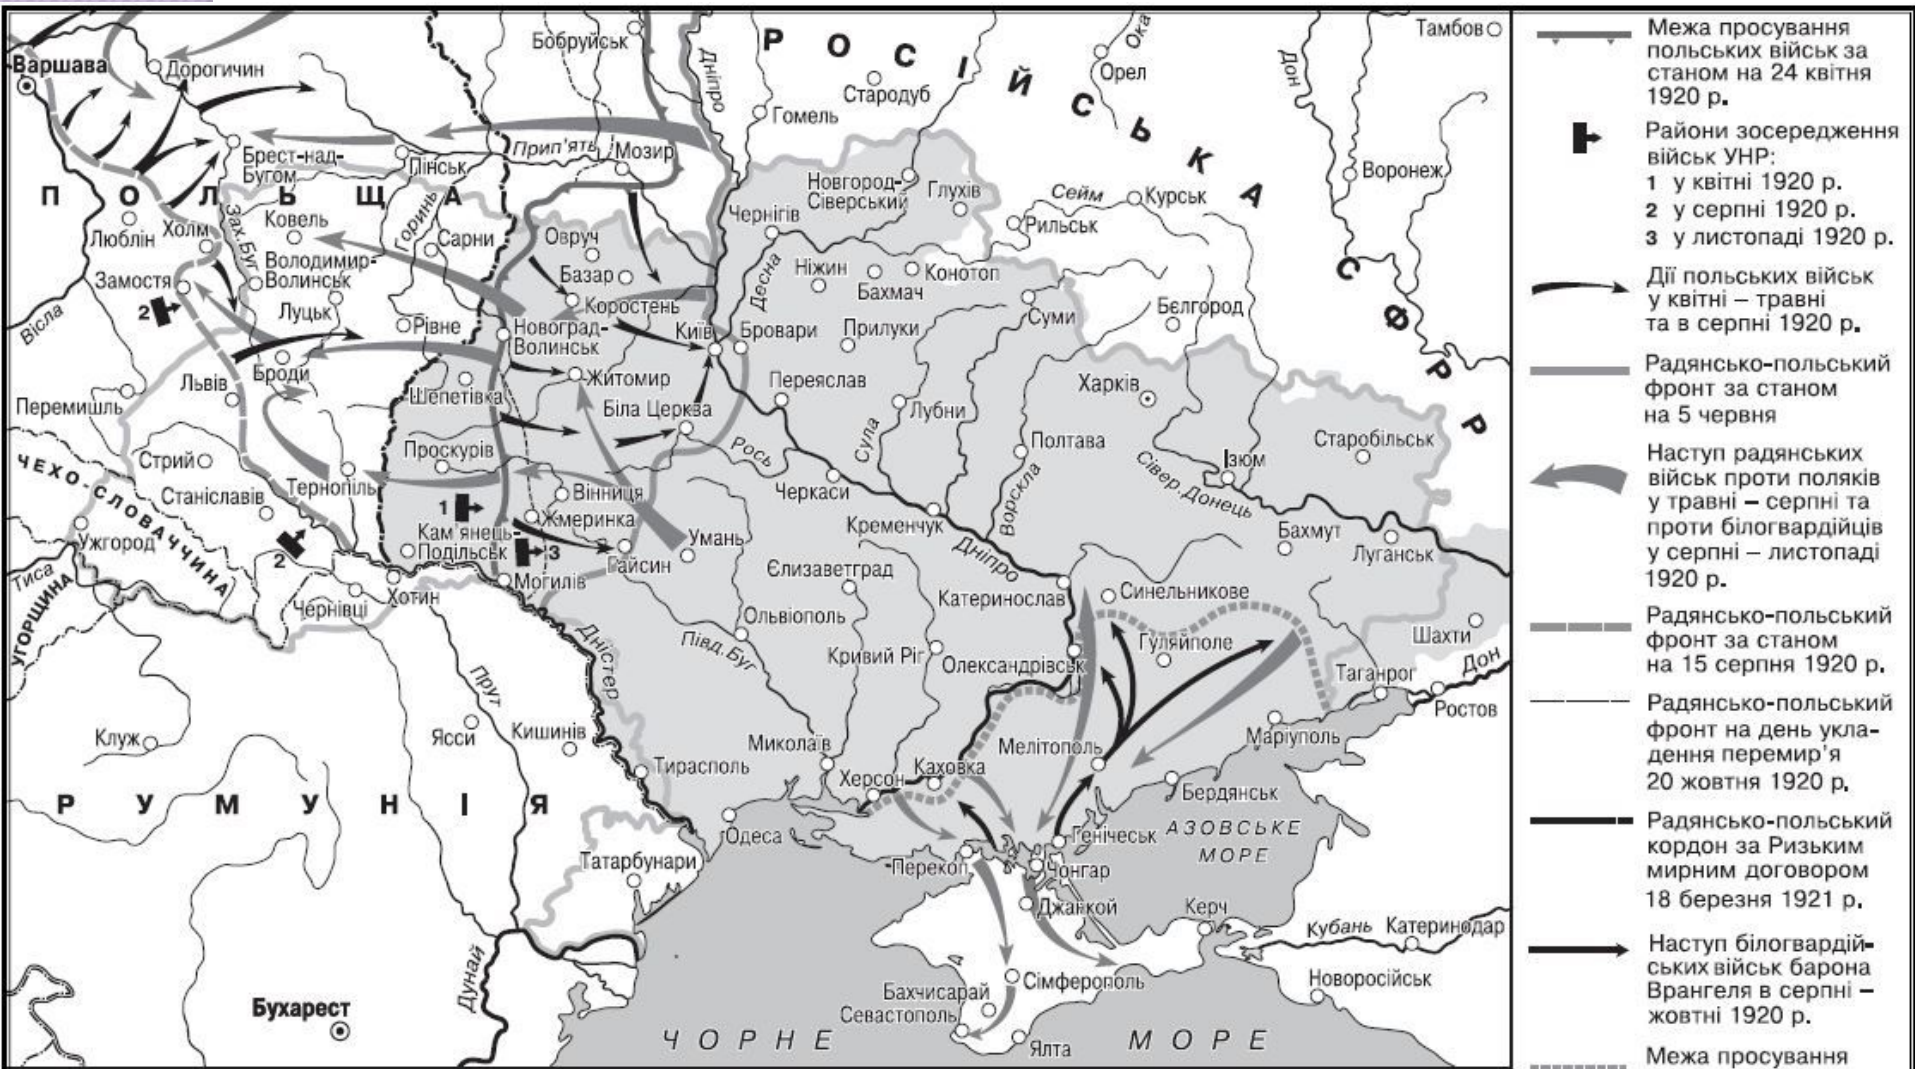 Варшава
Дорогичин
Бобруйськ
Дніпро
РОСІЙСЬКА СФРР
Стародуб
Гомель
Ока
Орел
Дон
Тамбов
Воронеж
Брест-над-
Бугом
Пінськ
Прип'ять
Мозир
ПОЛЬЩА
Люблін
Холм
Зах.Буг
Ковель
Горинь
Сарни
Володимир-
Волинськ
Замостя
2
Луцьк
Рівне
Вісла
Овруч
Базар
Коростень
Новоград-
Волинськ
Київ
Бровари
Чернігів
Десна
Новгород-
Сіверський
Глухів
Сейм
Рильськ
Курськ
Ніжин
Бахмач
Конотоп
Прилуки
Суми
Бєлгород
Львів
Броди
Перемишль
Шепетівка
Житомир
Біла Церква
Переяслав
Лубни
Сула
Харків
Полтава
Ворскла
Старобільськ
Ізюм
Сівер.Донець
Рось
Черкаси
Кременчук
Дніпро
Бахмут
Луганськ
ЧЕХО-СЛОВАЧЧИНА
Стрий
Станіславів
Тернопіль
Проскурів
Вінниця
Жмеринка
1
Кам'янець-
Подільськ
3
Гайсин
Умань
Ужгород
Тиса
УГОРЩИНА
2
Чернівці
Хотин
Могилів
Єлизаветград
Ольвіополь
Півд.Буг
Дністер
Кривий Ріг
Катеринослав
Синельникове
Олександрівськ
Гуляйполе
Шахти
Таганрог
Дон
Ростов
Маріуполь
Клуж
Ясси
Прут
Кишинів
Тирасполь
Миколаїв
Херсон
Каховка
Мелітополь
Бердянськ
РУМУНІЯ
Одеса
Татарбунари
Генічеськ
АЗОВСЬКЕ
МОРЕ
Перекоп
Чонгар
Джанкой
Керч
Кубань
Катеринодар
Новоросійськ
Дунай
Бухарест
А
Сімферополь
Бахчисарай
Севастополь
Ялта
ЧОРНЕ МОРЕ
Межа просування
польських військ за
станом на 24 квітня
1920 р.
Райони зосередження
військ УНР:
1 у квітні 1920 р.
2 у серпні 1920 р.
3 у листопаді 1920 р.
Дії польських військ
у квітні – травні
та в серпні 1920 р.
Радянсько-польський
фронт за станом
на 5 червня
Наступ радянських
військ проти поляків
у травні – серпні та
проти білогвардійців
у серпні – листопаді
1920 р.
Радянсько-польський
фронт за станом
на 15 серпня 1920 р.
Радянсько-польський
фронт на день укла-
дення перемир'я
20 жовтня 1920 р.
Радянсько-польський
кордон за Ризьким
мирним договором
18 березня 1921 р.
Наступ білогвардій-
ських військ барона
Врангеля в серпні –
жовтні 1920 р.
Межа просування